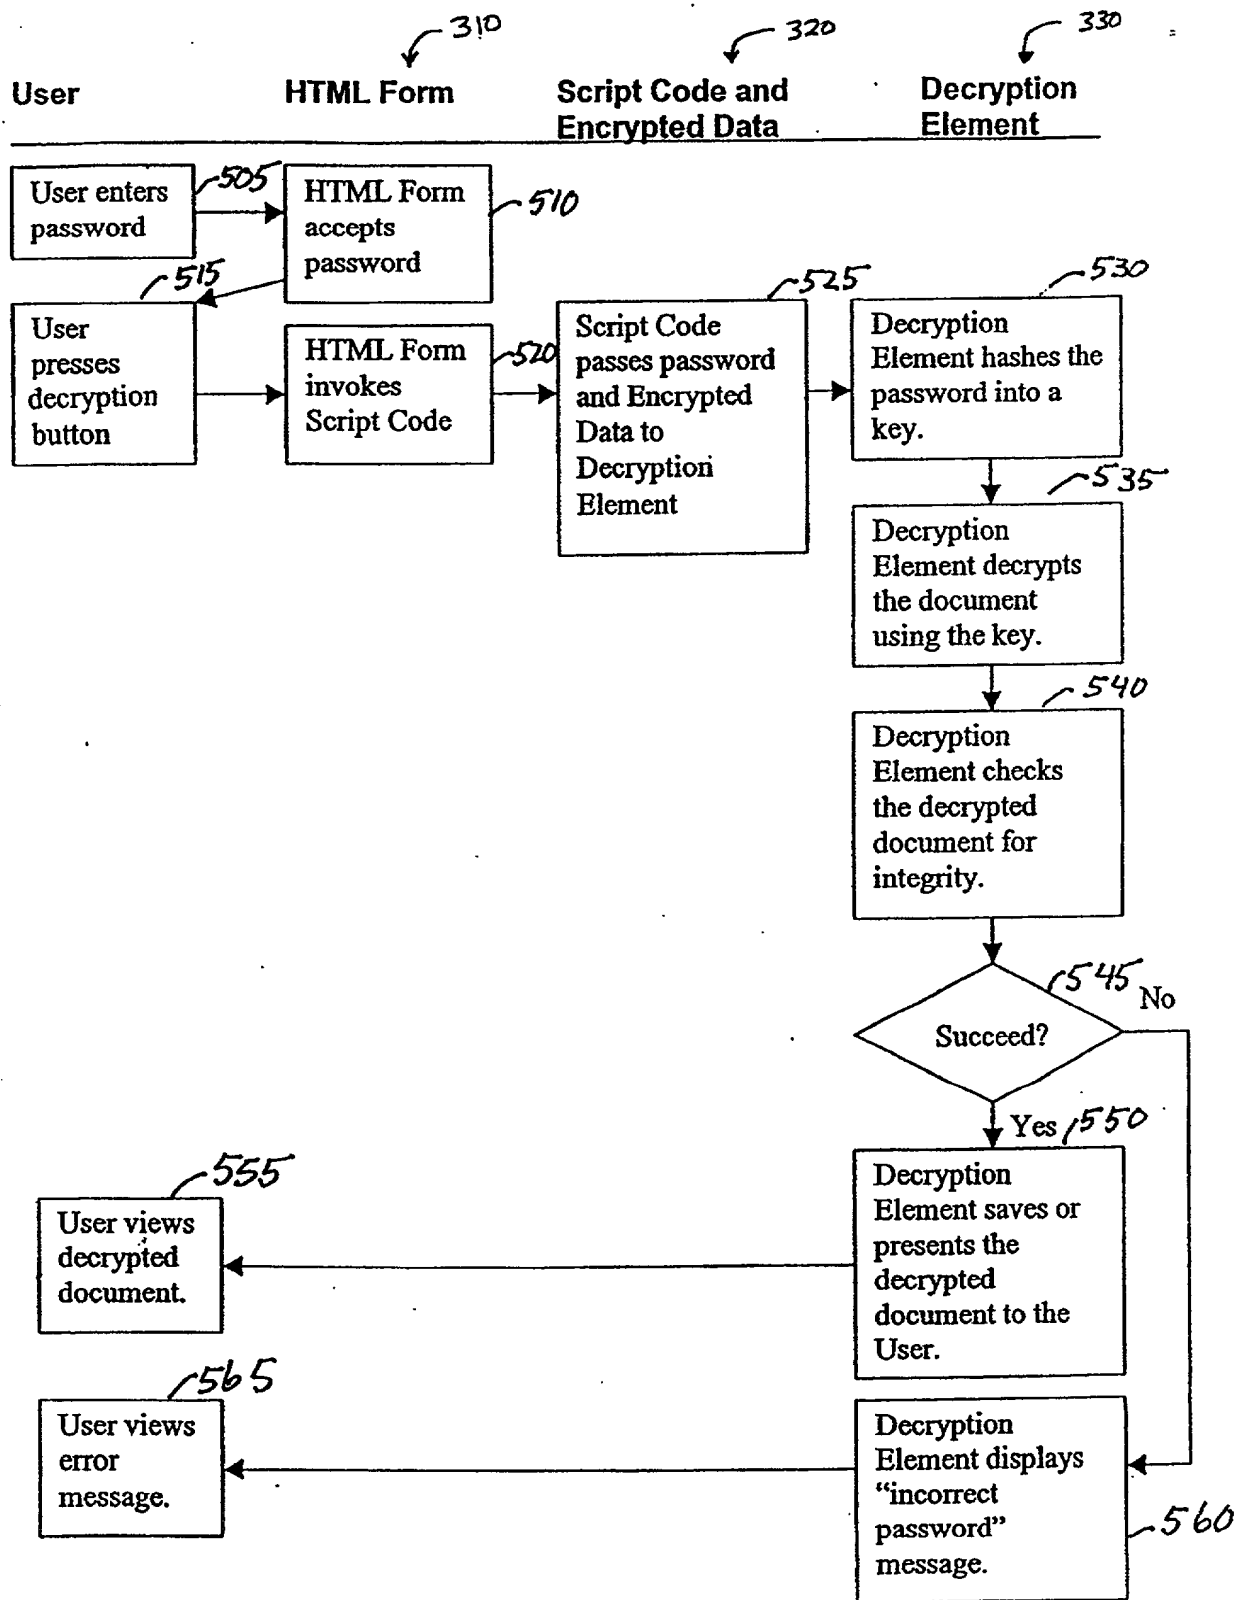 310
320
330
User
HTML Form
Script Code and
Encrypted Data
Decryption
Element
User enters
password
505
HTML Form
accepts
password
510
515
User
presses
decryption
button
HTML Form
invokes
Script Code
520
525
Script Code
passes password
and Encrypted
Data to
Decryption
Element
530
Decryption
Element hashes the
password into a
key.
535
Decryption
Element decrypts
the document
using the key.
540
Decryption
Element checks
the decrypted
document for
integrity.
545
No
Succeed?
Yes
550
Decryption
Element saves or
presents the
decrypted
document to the
User.
555
User views
decrypted
document.
565
User views
error
message.
Decryption
Element displays
“incorrect
password”
message.
560